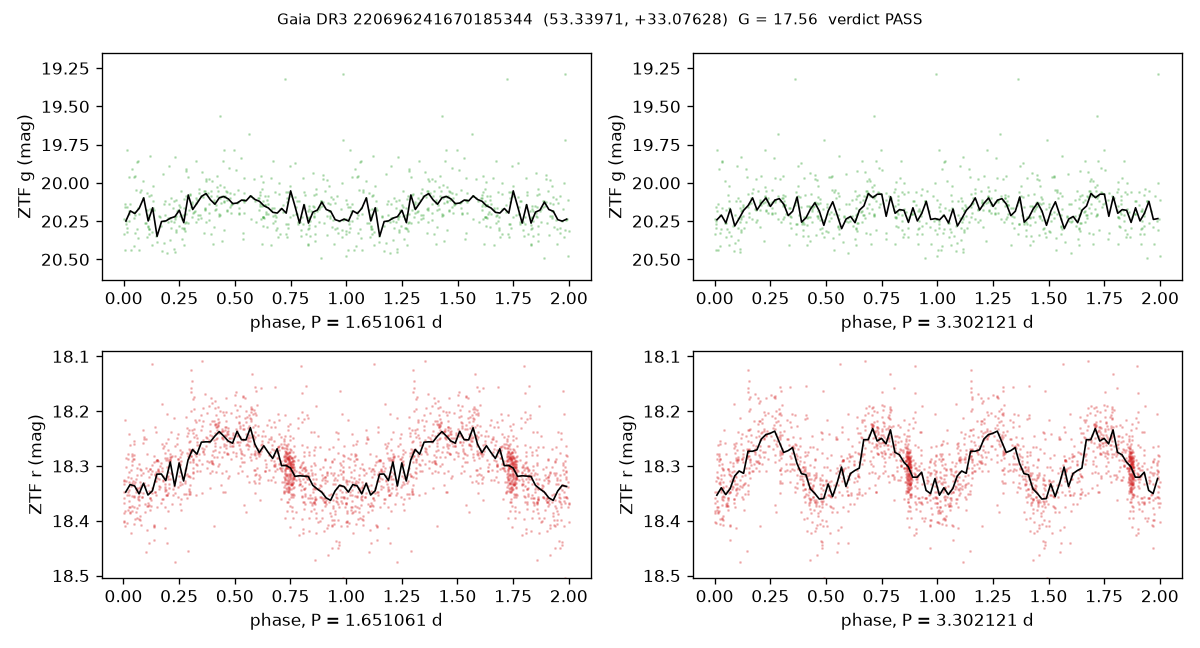 Gaia DR3 220696241670185344  (53.33971, +33.07628)  G = 17.56  verdict PASS
ZTF g (mag)
19.25
19.50
19.75
20.00
20.25
20.50
0.00 0.25 0.50 0.75 1.00 1.25 1.50 1.75 2.00
phase, P = 1.651061 d
ZTF g (mag)
19.25
19.50
19.75
20.00
20.25
20.50
0.00 0.25 0.50 0.75 1.00 1.25 1.50 1.75 2.00
phase, P = 3.302121 d
ZTF r (mag)
18.1
18.2
18.3
18.4
18.5
0.00 0.25 0.50 0.75 1.00 1.25 1.50 1.75 2.00
phase, P = 1.651061 d
ZTF r (mag)
18.1
18.2
18.3
18.4
18.5
0.00 0.25 0.50 0.75 1.00 1.25 1.50 1.75 2.00
phase, P = 3.302121 d